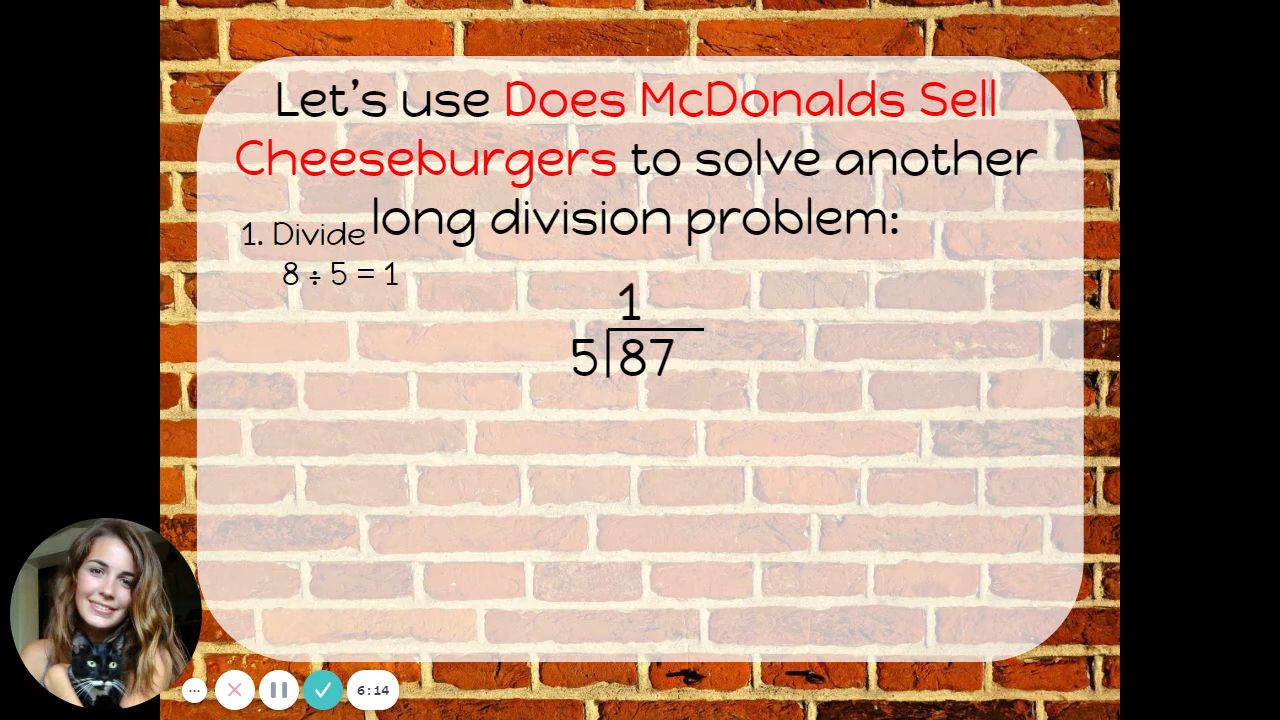 Let's use Does McDonalds Sell
Cheeseburgers to solve another
long division problem:
1. Divide
8 ÷ 5 = 1
1
5 87
6:14